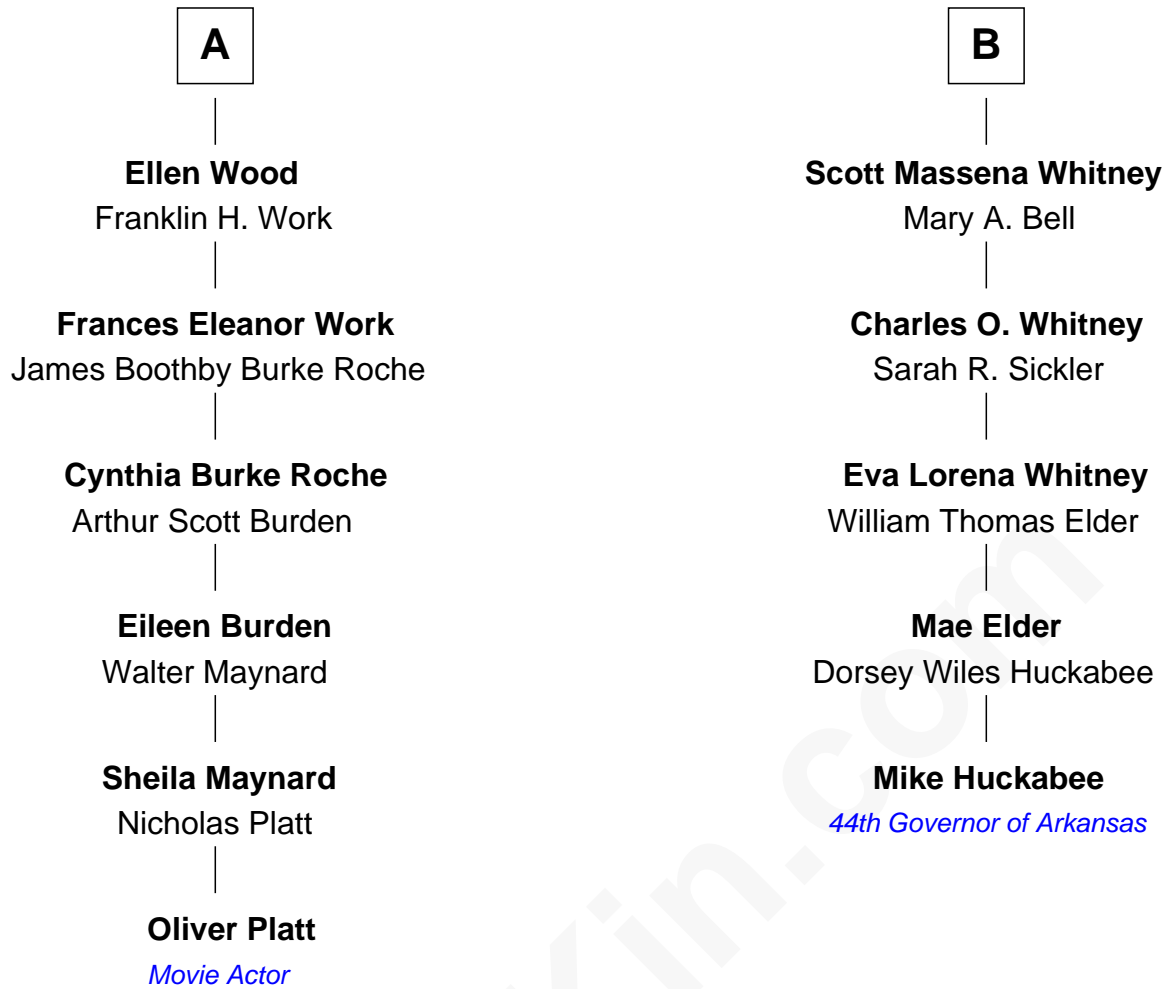 A
Ellen Wood
Franklin H. Work
Frances Eleanor Work
James Boothby Burke Roche
Cynthia Burke Roche
Arthur Scott Burden
Eileen Burden
Walter Maynard
Sheila Maynard
Nicholas Platt
Oliver Platt
Movie Actor
B
Scott Massena Whitney
Mary A. Bell
Charles O. Whitney
Sarah R. Sickler
Eva Lorena Whitney
William Thomas Elder
Mae Elder
Dorsey Wiles Huckabee
Mike Huckabee
44th Governor of Arkansas